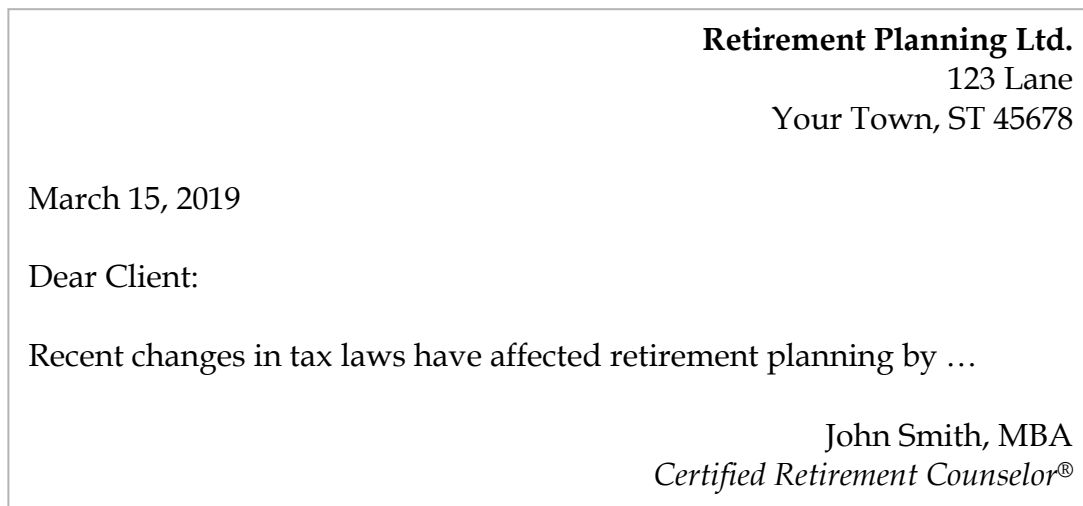 Retirement Planning Ltd.
123 Lane
Your Town, ST 45678
March 15, 2019
Dear Client:
Recent changes in tax laws have affected retirement planning by …
John Smith, MBA
Certified Retirement Counselor®